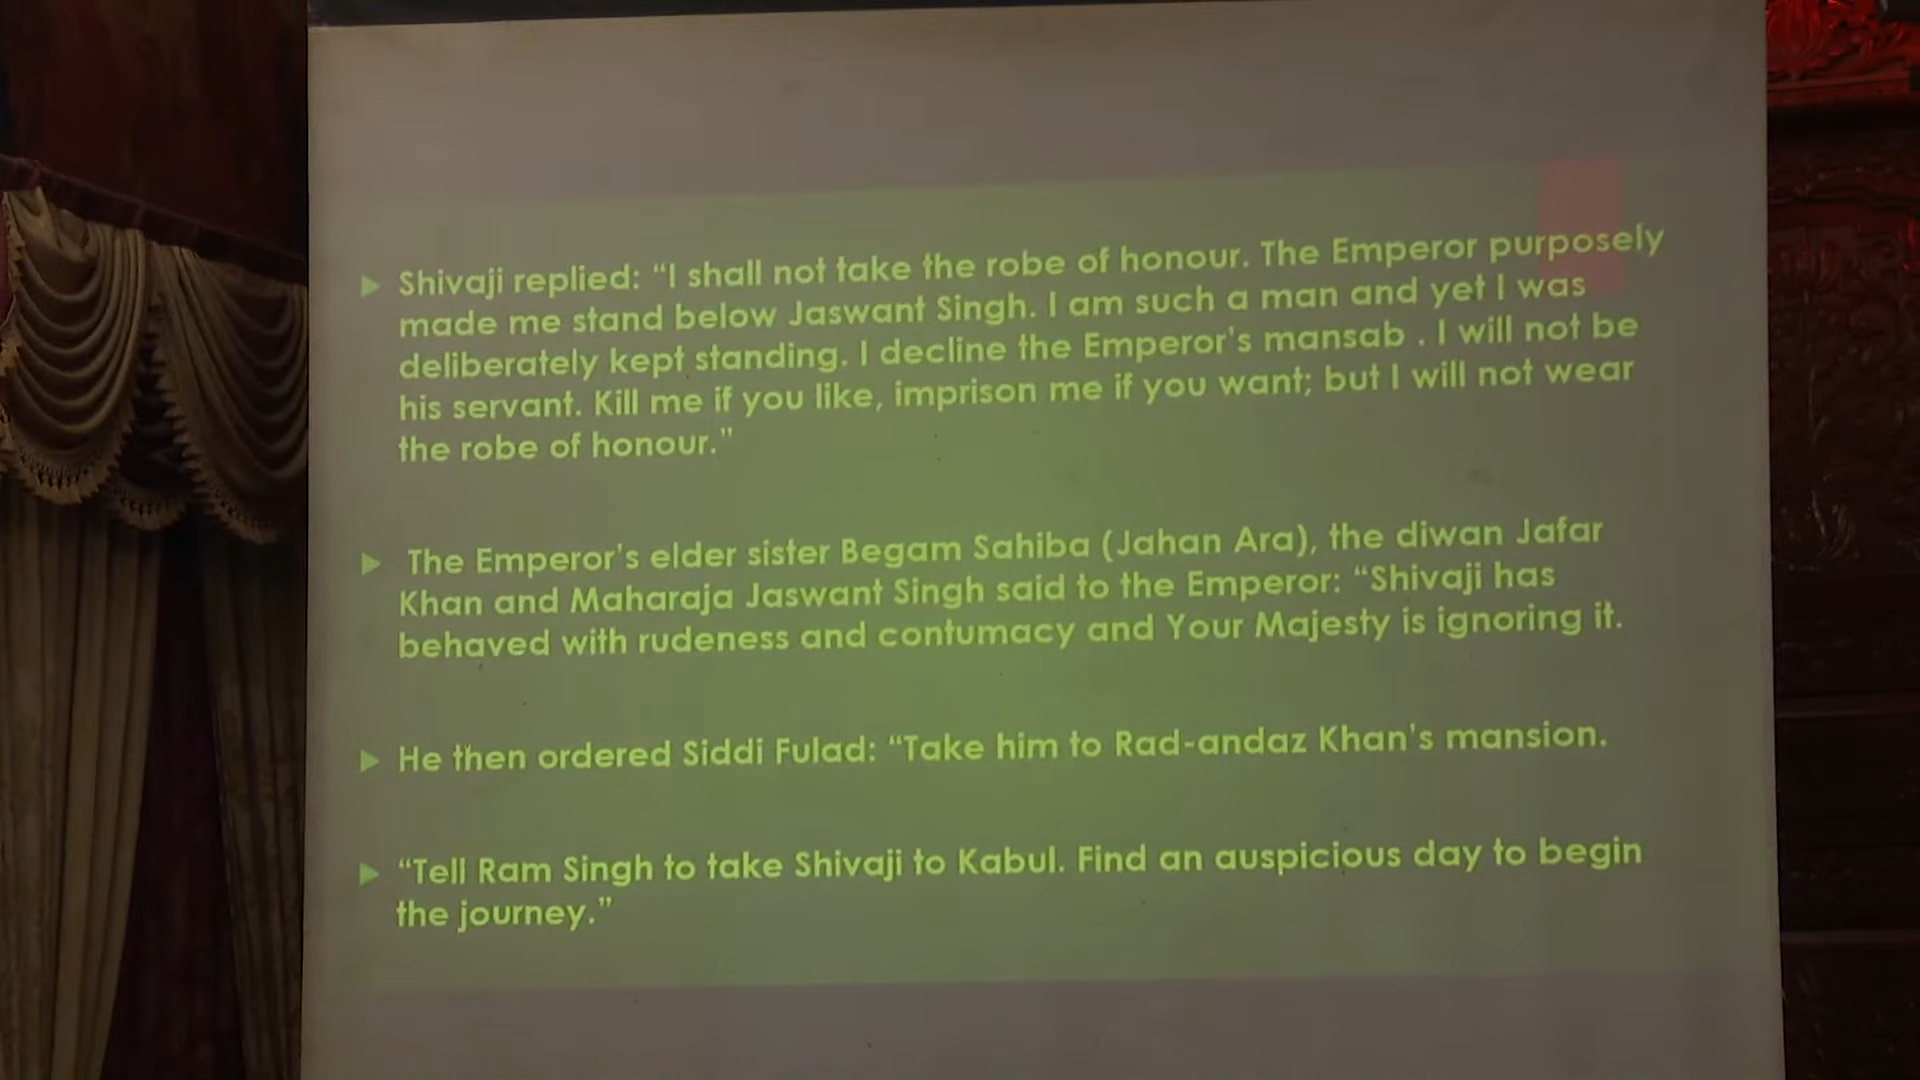 Shivaji replied: “I shall not take the robe of honour. The Emperor purposely
made me stand below Jaswant Singh. I am such a man and yet I was
deliberately kept standing. I decline the Emperor’s mansab . I will not be
his servant. Kill me if you like, imprison me if you want; but I will not wear
the robe of honour.”
The Emperor’s elder sister Begam Sahiba (Jahan Ara), the diwan Jafar
Khan and Maharaja Jaswant Singh said to the Emperor: “Shivaji has
behaved with rudeness and contumacy and Your Majesty is ignoring it.
He then ordered Siddi Fulad: “Take him to Rad-andaz Khan’s mansion.
“Tell Ram Singh to take Shivaji to Kabul. Find an auspicious day to begin
the journey.”